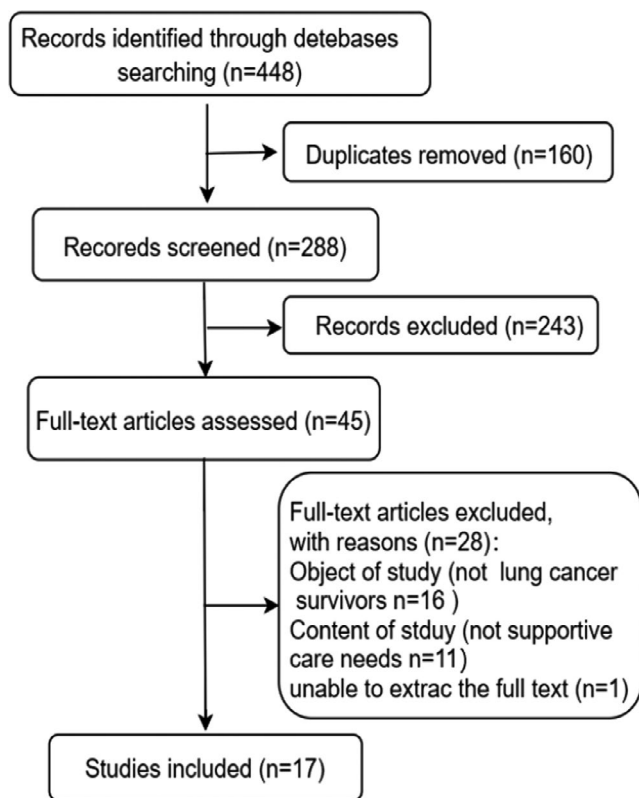 Records identified through detebases
searching (n=448)
Duplicates removed (n=160)
Recoreds screened (n=288)
Records excluded (n=243)
Full-text articles assessed (n=45)
Full-text articles excluded,
with reasons (n=28):
Object of study (not lung cancer
survivors n=16 )
Content of stduy (not supportive
care needs n=11)
unable to extrac the full text (n=1)
Studies included (n=17)